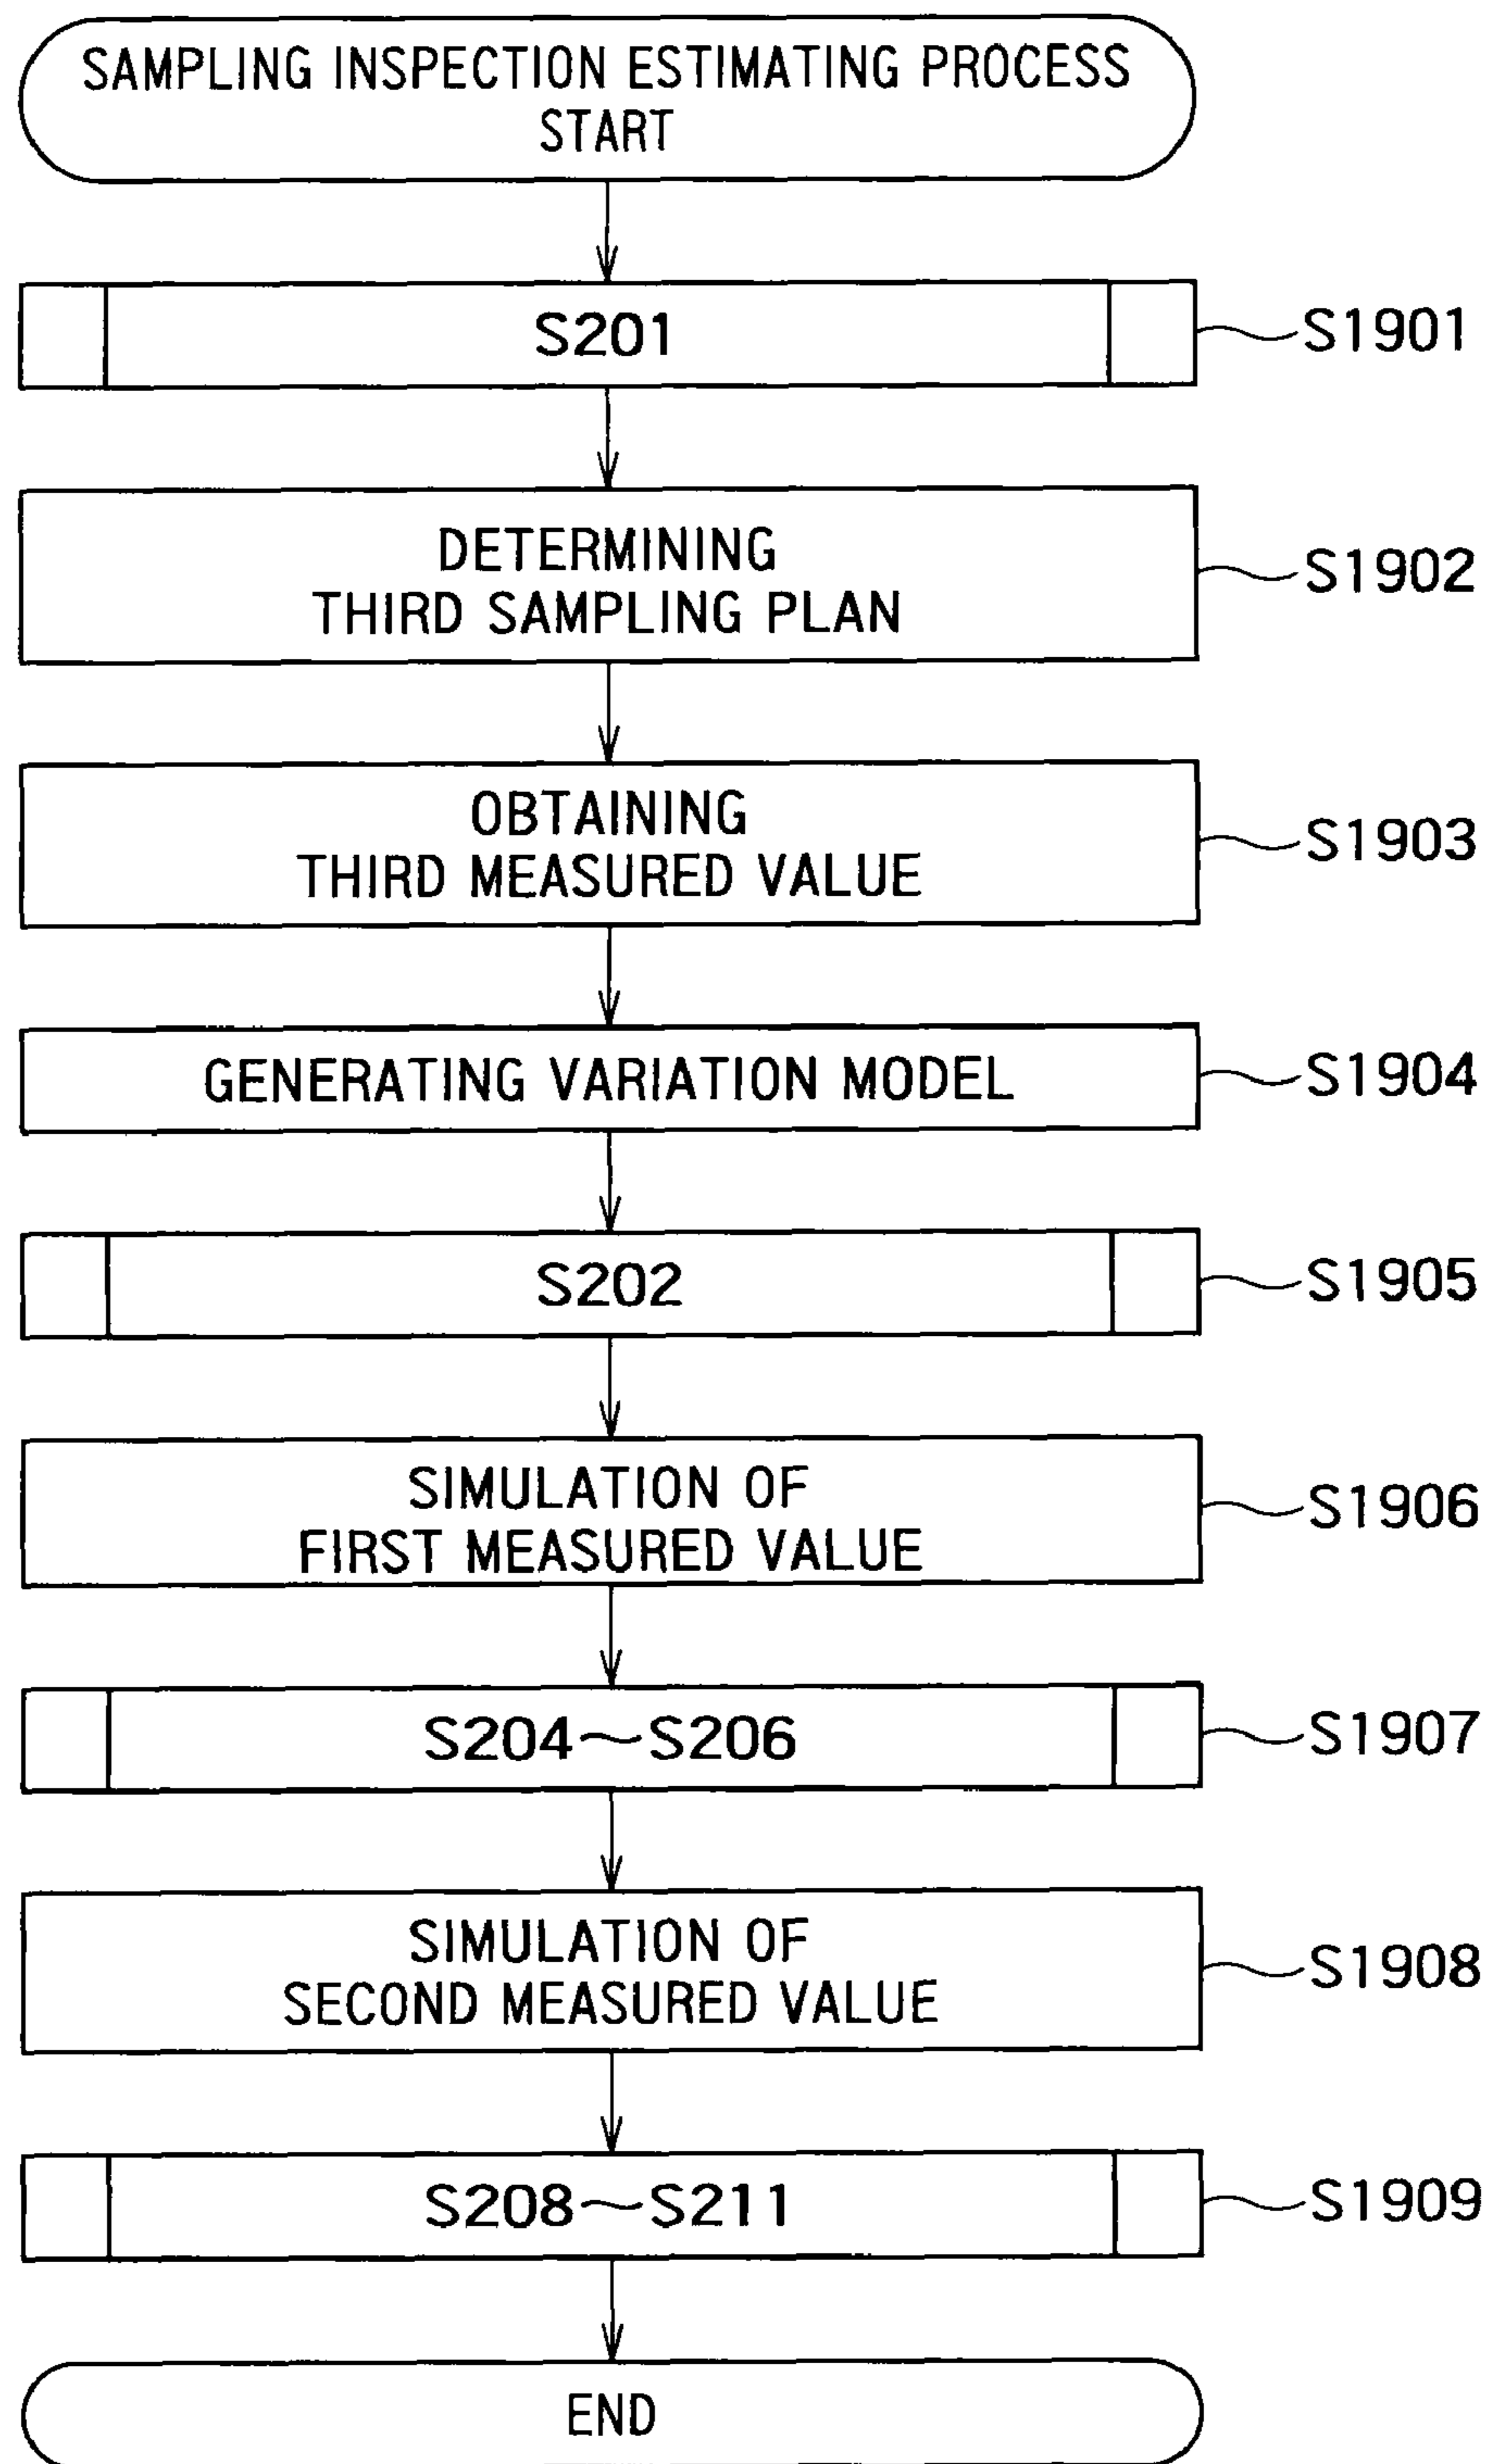 SAMPLING INSPECTION ESTIMATING PROCESS
START
S201
S1901
DETERMINING
THIRD SAMPLING PLAN
S1902
OBTAINING
THIRD MEASURED VALUE
S1903
GENERATING VARIATION MODEL
S1904
S202
S1905
SIMULATION OF
FIRST MEASURED VALUE
S1906
S204~S206
S1907
SIMULATION OF
SECOND MEASURED VALUE
S1908
S208~S211
S1909
END